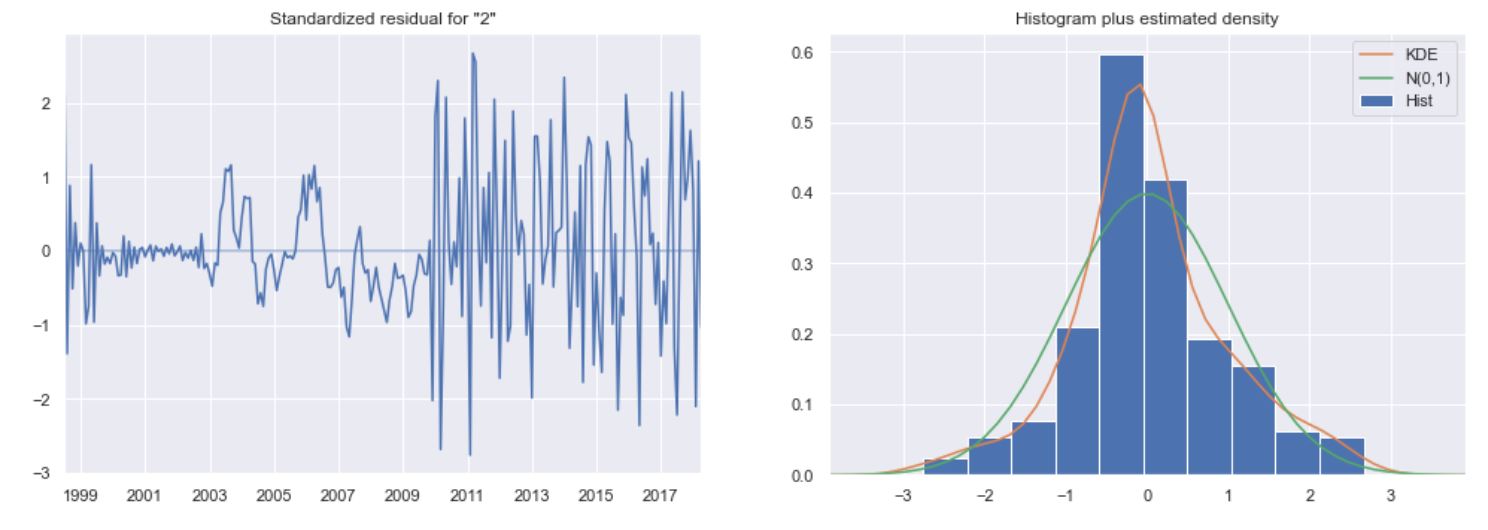 Standardized residual for "2"
2
1
0
−1
−2
−3
1999 2001 2003 2005 2007 2009 2011 2013 2015 2017
Histogram plus estimated density
KDE
N(0,1)
Hist
0.6
0.5
0.4
0.3
0.2
0.1
0.0
−3 −2 −1 0 1 2 3